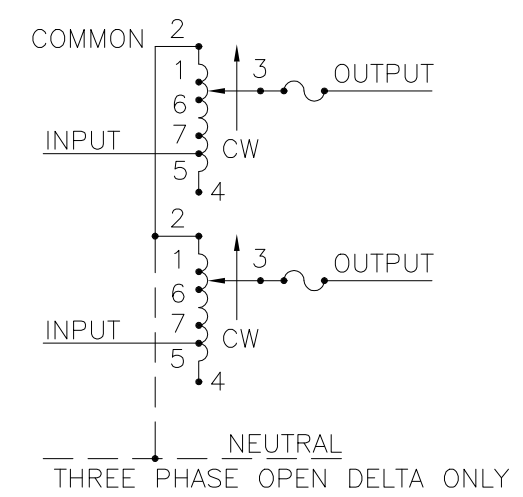 COMMON 2
1 3 OUTPUT
6
INPUT 7 CW
5
4
2
1 3 OUTPUT
6
INPUT 7 CW
5
4
NEUTRAL
THREE PHASE OPEN DELTA ONLY